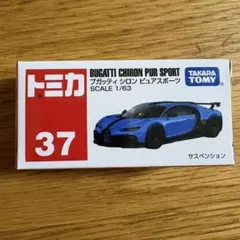 トミカ
37
BUGATTI CHIRON PUR SPORT
ブガッティ シロン ピュアスポーツ
SCALE 1/63
TAKARA
TOMY
サスペンション